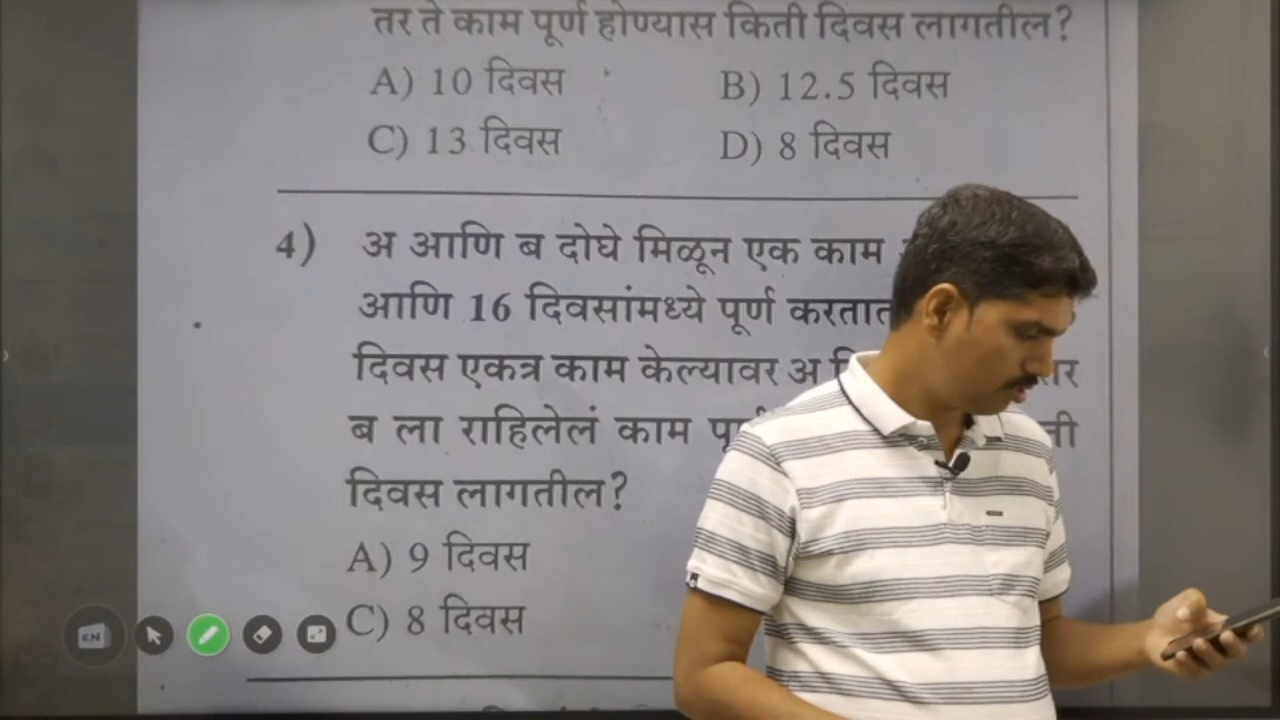 तर ते काम पूर्ण होण्यास किती दिवस लागतील?
A) 10 दिवस B) 12.5 दिवस
C) 13 दिवस D) 8 दिवस
4) अ आणि ब दोघे मिळून एक काम
आणि 16 दिवसांमध्ये पूर्ण करतात
दिवस एकत्र काम केल्यावर अ
ब ला राहिलेलं काम
दिवस लागतील?
A) 9 दिवस
C) 8 दिवस
EN